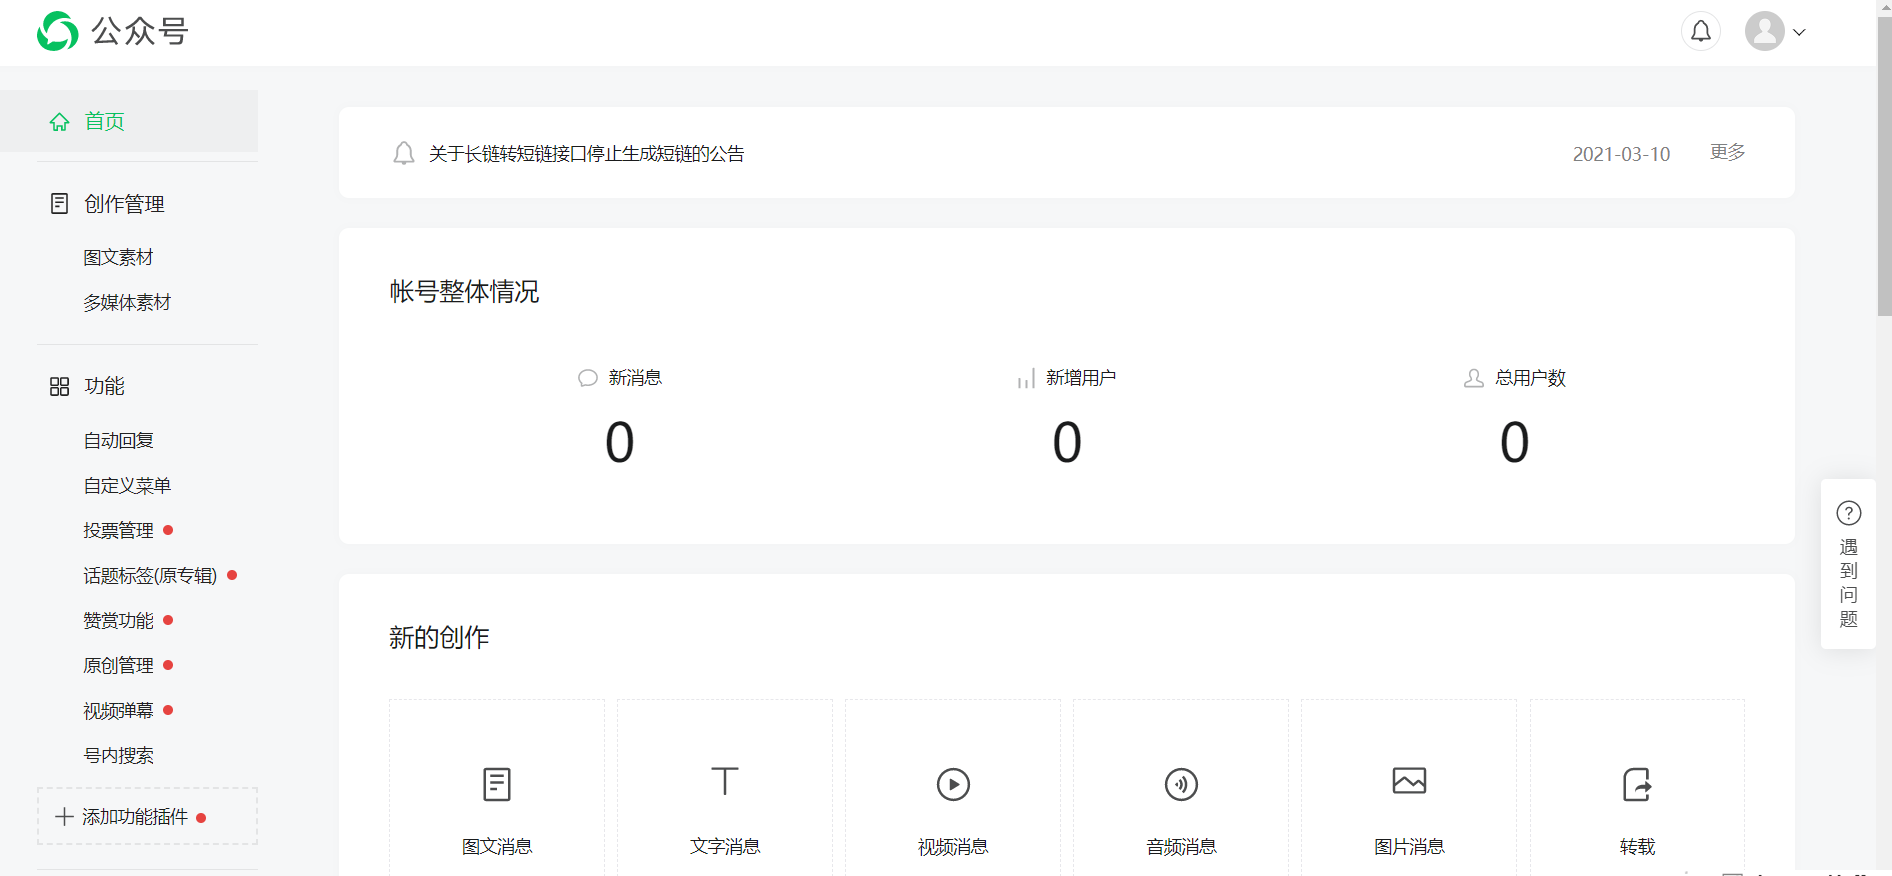 公众号
首页
创作管理
图文素材
多媒体素材
功能
自动回复
自定义菜单
投票管理
话题标签(原专辑)
赞赏功能
原创管理
视频弹幕
号内搜索
添加功能插件
关于长链转短链接口停止生成短链的公告 2021-03-10 更多
帐号整体情况
新消息 新增用户 总用户数
0 0 0
新的创作
图文消息 文字消息 视频消息 音频消息 图片消息 转载
?
遇
到
问
题